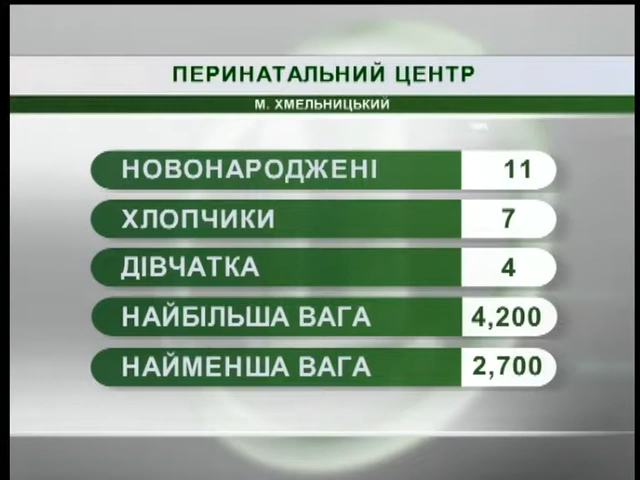 ПЕРИНАТАЛЬНИЙ ЦЕНТР
М. ХМЕЛЬНИЦЬКИЙ
НОВОНАРОДЖЕНІ 11
ХЛОПЧИКИ 7
ДІВЧАТКА 4
НАЙБІЛЬША ВАГА 4,200
НАЙМЕНША ВАГА 2,700